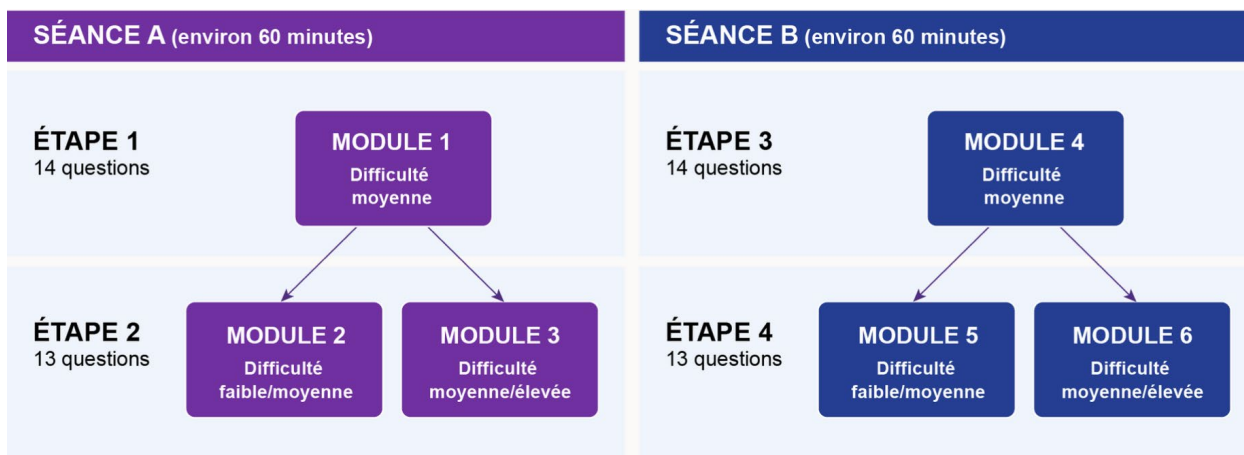 SÉANCE A (environ 60 minutes)
ÉTAPE 1
14 questions
MODULE 1
Difficulté
moyenne
ÉTAPE 2
13 questions
MODULE 2
Difficulté
faible/moyenne
MODULE 3
Difficulté
moyenne/élevée
SÉANCE B (environ 60 minutes)
ÉTAPE 3
14 questions
MODULE 4
Difficulté
moyenne
ÉTAPE 4
13 questions
MODULE 5
Difficulté
faible/moyenne
MODULE 6
Difficulté
moyenne/élevée